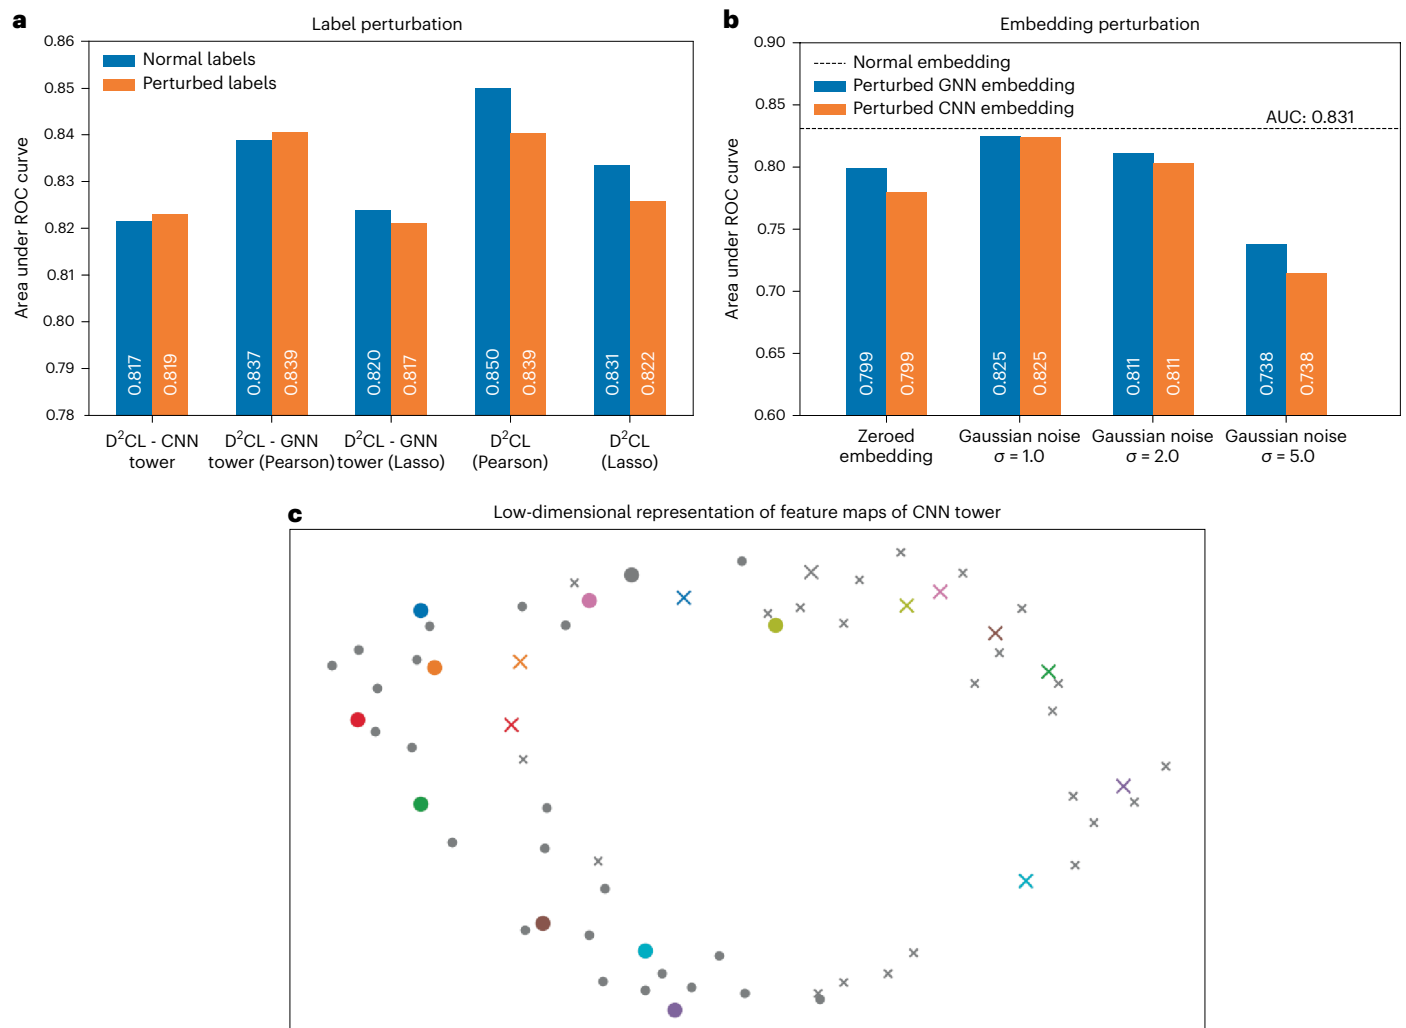 a
Label perturbation
0.86
0.85
0.84
0.83
0.82
0.81
0.80
0.79
0.78
Area under ROC curve
Normal labels
Perturbed labels
0.817
0.819
0.837
0.839
0.820
0.817
0.850
0.839
0.831
0.822
D²CL - CNN
tower
D²CL - GNN
tower (Pearson)
D²CL - GNN
tower (Lasso)
D²CL
(Pearson)
D²CL
(Lasso)
b
Embedding perturbation
0.90
0.85
0.80
0.75
0.70
0.65
0.60
Area under ROC curve
Normal embedding
Perturbed GNN embedding
Perturbed CNN embedding
AUC: 0.831
0.799
0.799
0.825
0.825
0.811
0.811
0.738
0.738
Zeroed
embedding
Gaussian noise
σ = 1.0
Gaussian noise
σ = 2.0
Gaussian noise
σ = 5.0
c
Low-dimensional representation of feature maps of CNN tower